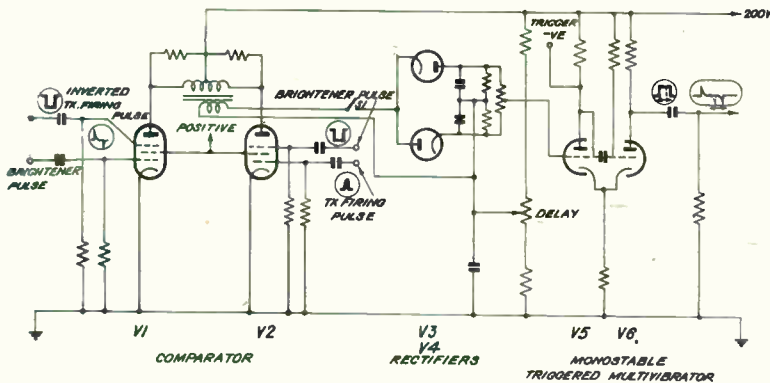 200V
TRIGGER
-VE
INVERTED
TX. FIRING
PULSE
BRIGHTENER PULSE
S1
POSITIVE
BRIGHTENER
PULSE
TX FIRING
PULSE
DELAY
V1
V2
V3
V4
V5
V6.
COMPARATOR
RECTIFIERS
MONOSTABLE
TRIGGERED MULTIVIBRATOR